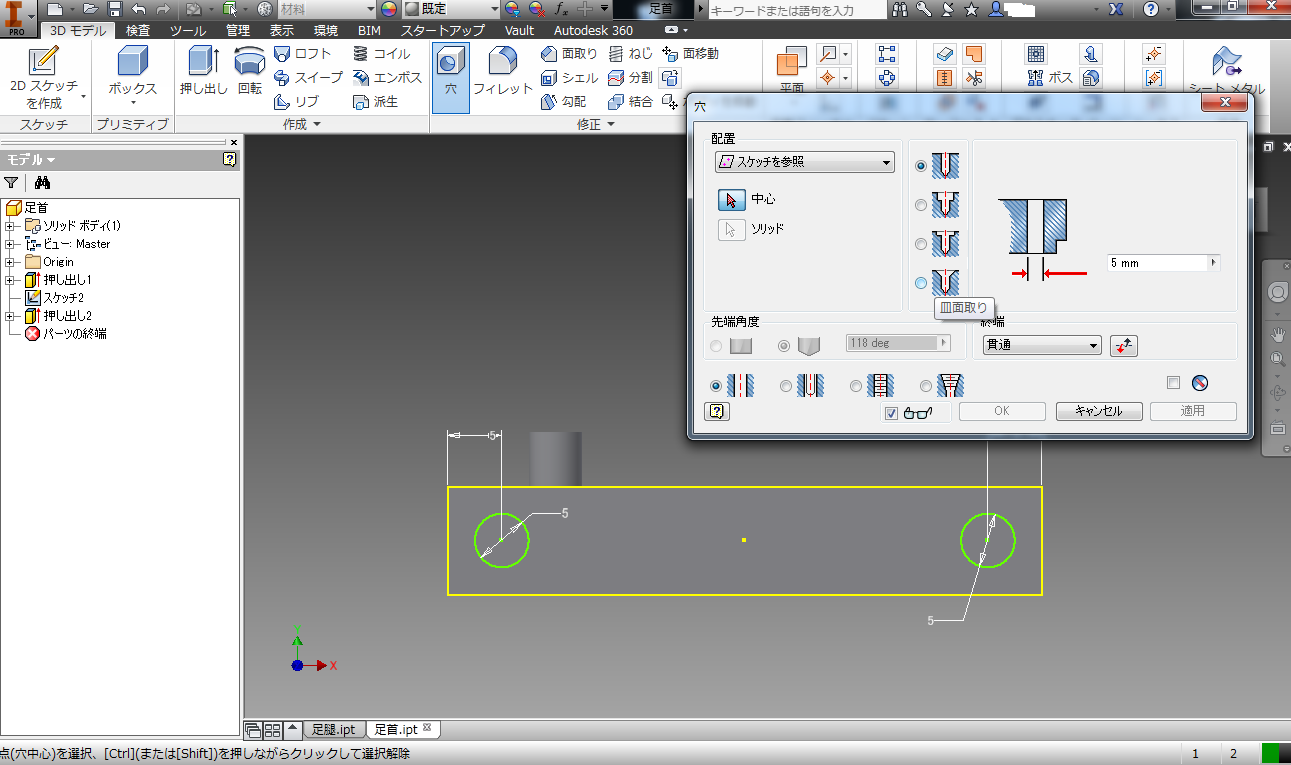 PRO
材料
既定
足首
キーワードまたは語句を入力
3D モデル 検査 ツール 管理 表示 環境 BIM スタートアップ Vault Autodesk 360
2D スケッチを作成
ボックス
押し出し
回転
ロフト
スイープ
リブ
コイル
エンボス
派生
穴
フィレット
面取り
シェル
勾配
ねじ
分割
結合
面移動
平面
ボス
シート メタル
スケッチ
プリミティブ
作成
修正
モデル
足首
ソリッド ボディ(1)
ビュー: Master
Origin
押し出し1
スケッチ2
押し出し2
パーツの終端
穴
配置
スケッチを参照
中心
ソリッド
5 mm
皿面取り
先端角度
118 deg
終端
貫通
OK
キャンセル
適用
5
5
5
X
足腿.ipt
足首.ipt
点(穴中心)を選択、[Ctrl](または[Shift])を押しながらクリックして選択解除
1
2